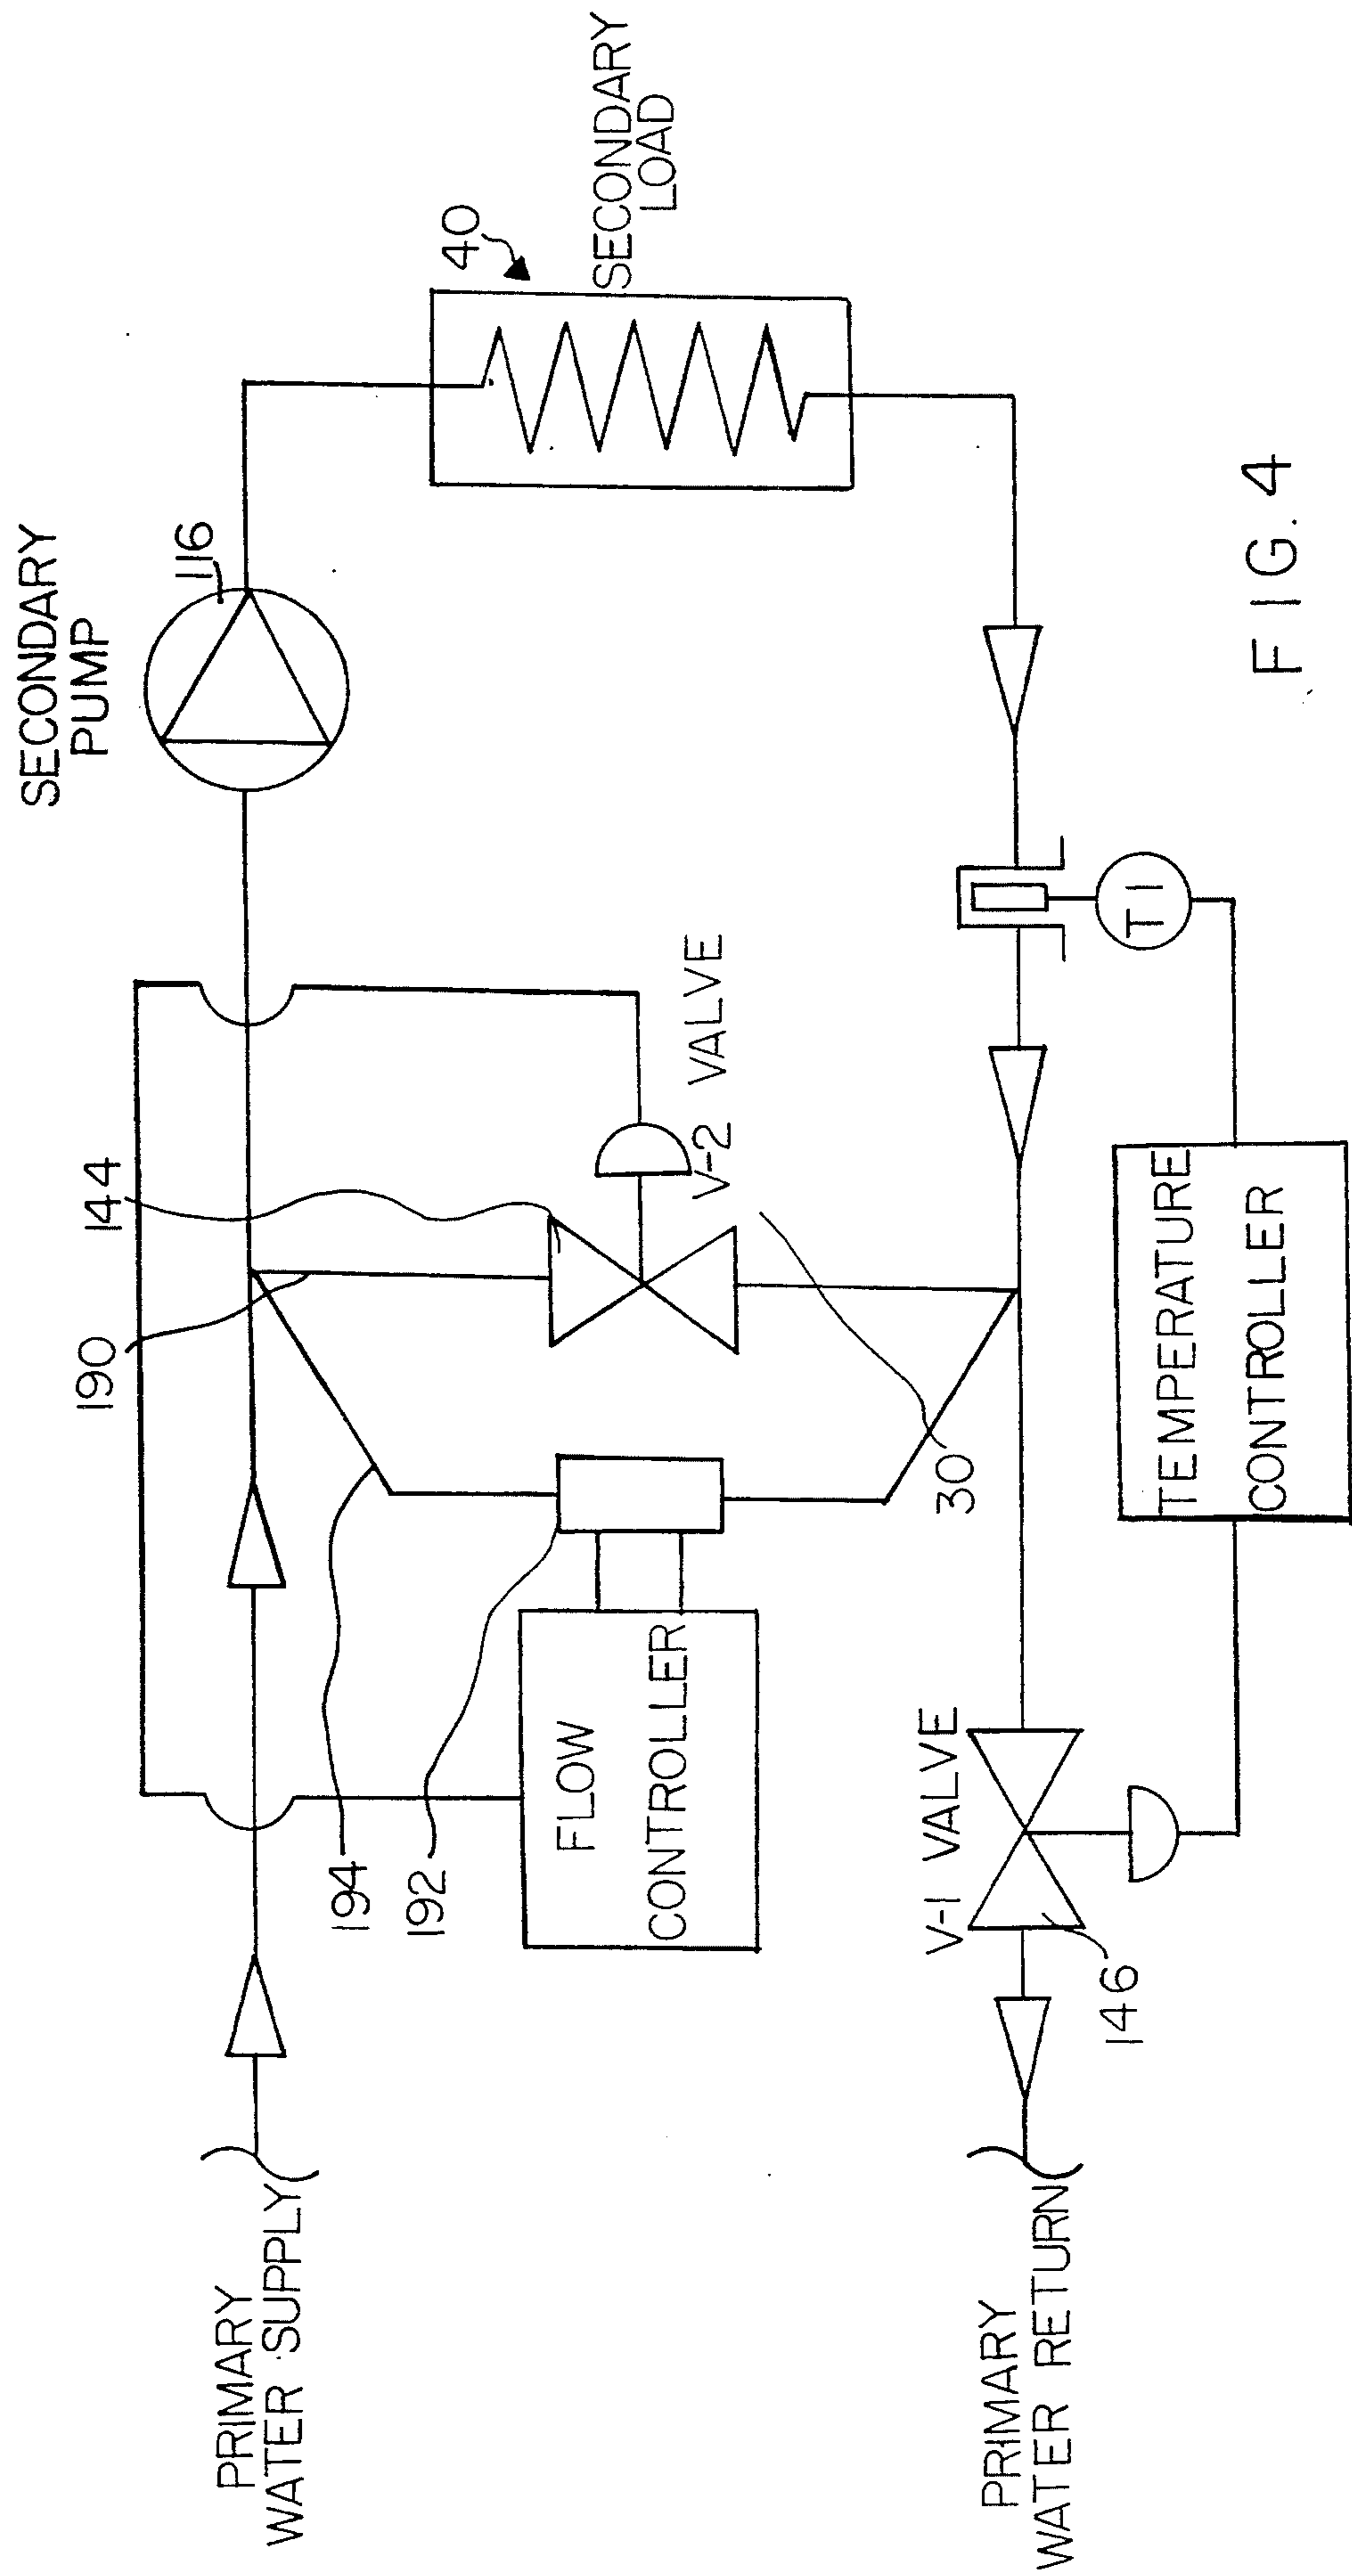 SECONDARY
PUMP
116
40
SECONDARY
LOAD
144
190
V-2 VALVE
30
194
192
FLOW
CONTROLLER
T1
TEMPERATURE
CONTROLLER
V-1 VALVE
146
PRIMARY
WATER SUPPLY
PRIMARY
WATER RETURN
FIG. 4